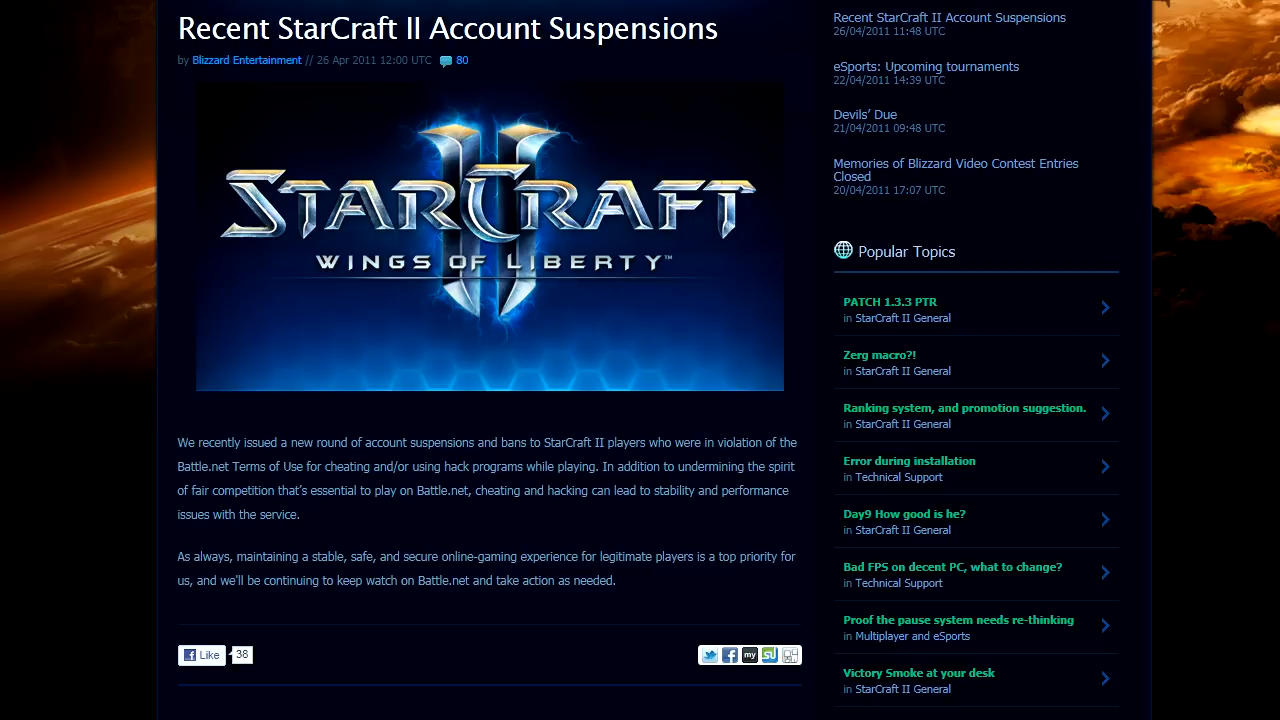 Recent StarCraft II Account Suspensions
by Blizzard Entertainment // 26 Apr 2011 12:00 UTC 80
STARCRAFT II
WINGS OF LIBERTY™
We recently issued a new round of account suspensions and bans to StarCraft II players who were in violation of the
Battle.net Terms of Use for cheating and/or using hack programs while playing. In addition to undermining the spirit
of fair competition that’s essential to play on Battle.net, cheating and hacking can lead to stability and performance
issues with the service.
As always, maintaining a stable, safe, and secure online-gaming experience for legitimate players is a top priority for
us, and we'll be continuing to keep watch on Battle.net and take action as needed.
Like 38
my
Recent StarCraft II Account Suspensions
26/04/2011 11:48 UTC
eSports: Upcoming tournaments
22/04/2011 14:39 UTC
Devils’ Due
21/04/2011 09:48 UTC
Memories of Blizzard Video Contest Entries
Closed
20/04/2011 17:07 UTC
Popular Topics
PATCH 1.3.3 PTR
in StarCraft II General
Zerg macro?!
in StarCraft II General
Ranking system, and promotion suggestion.
in StarCraft II General
Error during installation
in Technical Support
Day9 How good is he?
in StarCraft II General
Bad FPS on decent PC, what to change?
in Technical Support
Proof the pause system needs re-thinking
in Multiplayer and eSports
Victory Smoke at your desk
in StarCraft II General